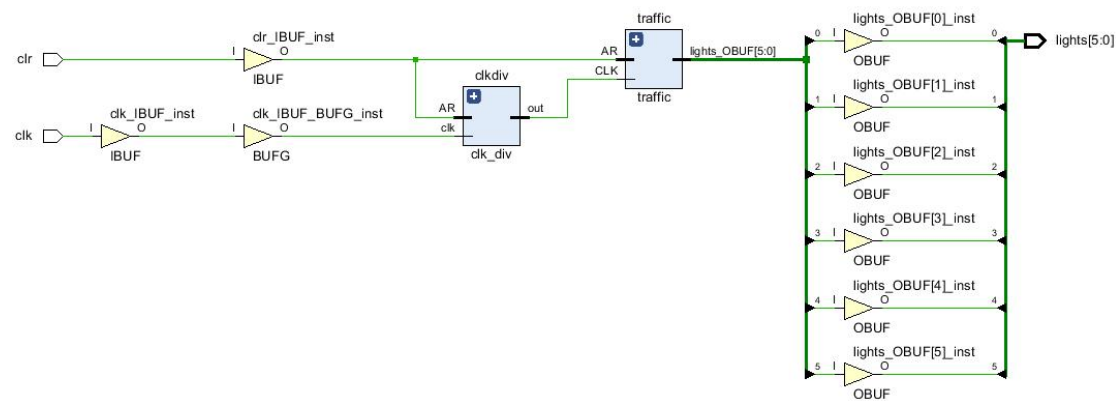 clr
I
clr_IBUF_inst
O
IBUF
clk
I
clk_IBUF_inst
O
IBUF
I
clk_IBUF_BUFG_inst
O
BUFG
clkdiv
AR
clk
out
clk_div
traffic
AR
CLK
lights_OBUF[5:0]
traffic
lights_OBUF[0]_inst
0 I O 0
OBUF
lights[5:0]
lights_OBUF[1]_inst
1 I O 1
OBUF
lights_OBUF[2]_inst
2 I O 2
OBUF
lights_OBUF[3]_inst
3 I O 3
OBUF
lights_OBUF[4]_inst
4 I O 4
OBUF
lights_OBUF[5]_inst
5 I O 5
OBUF